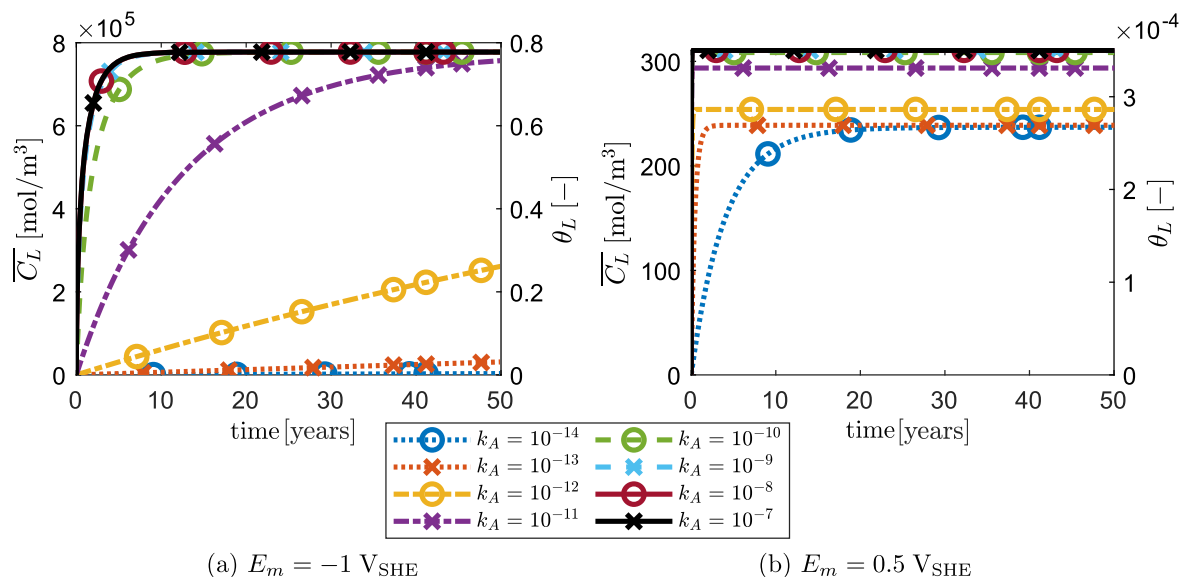 ×10⁵
8
6
4
2
0
0.8
0.6
0.4
0.2
0
0 10 20 30 40 50
time [years]
C̅_L̅ [mol/m³]
θ_L [−]
×10⁻⁴
300
200
100
0
3
2
1
0
0 10 20 30 40 50
time [years]
C̅_L̅ [mol/m³]
θ_L [−]
k_A = 10⁻¹⁴
k_A = 10⁻¹³
k_A = 10⁻¹²
k_A = 10⁻¹¹
k_A = 10⁻¹⁰
k_A = 10⁻⁹
k_A = 10⁻⁸
k_A = 10⁻⁷
(a) E_m = −1 V_SHE
(b) E_m = 0.5 V_SHE